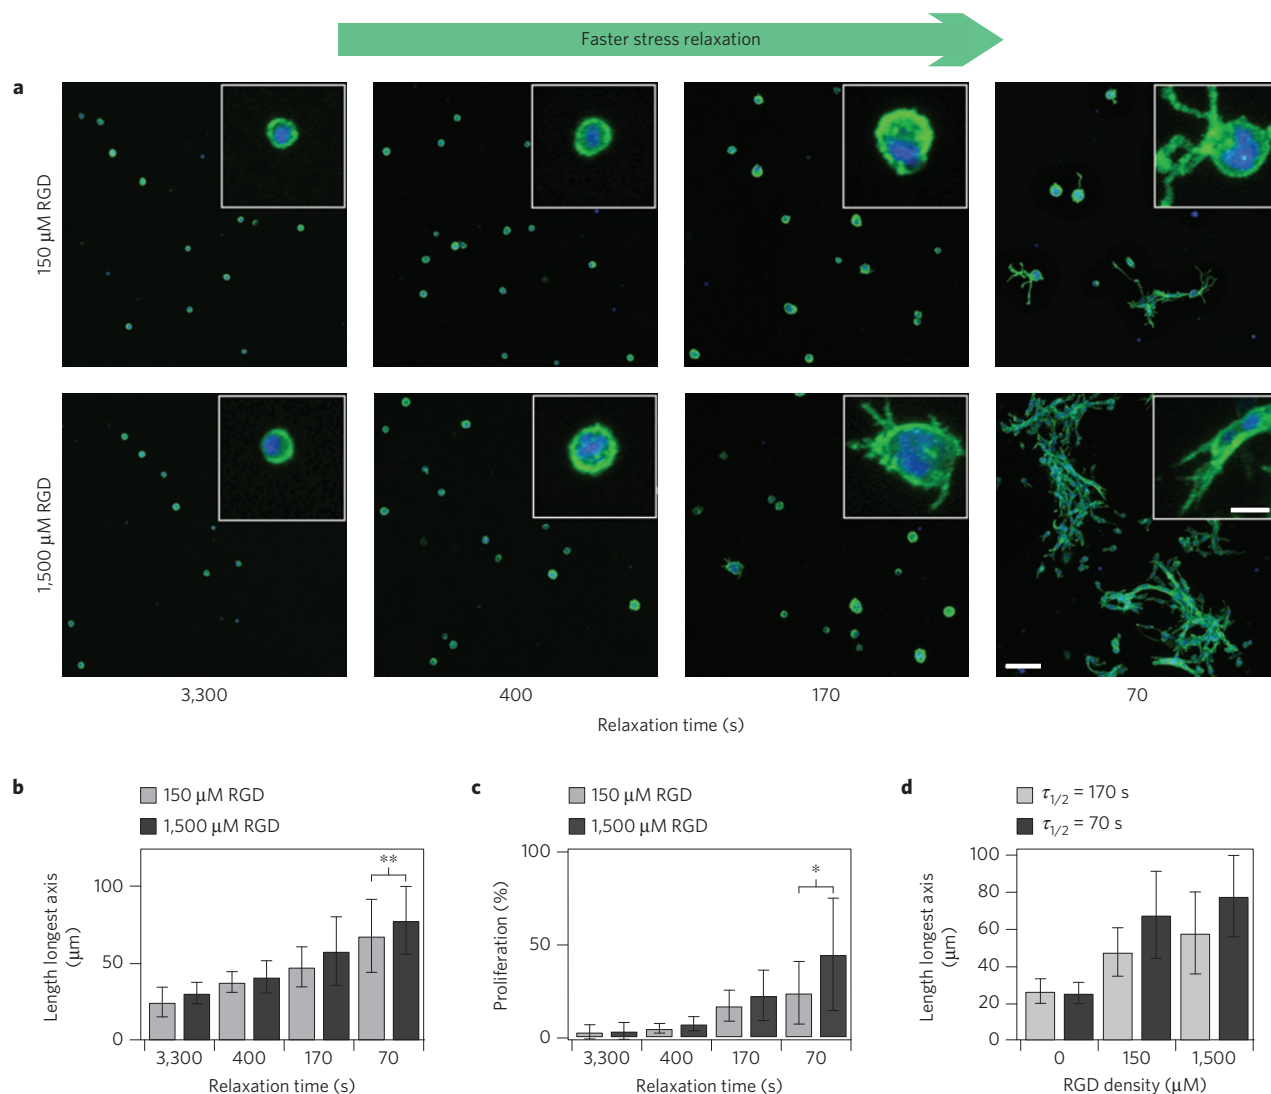 Faster stress relaxation
a
150 μM RGD
1,500 μM RGD
3,300 400 170 70
Relaxation time (s)
b
150 μM RGD
1,500 μM RGD
Length longest axis
(μm)
100
50
0
**
3,300 400 170 70
Relaxation time (s)
c
150 μM RGD
1,500 μM RGD
Proliferation (%)
100
50
0
*
3,300 400 170 70
Relaxation time (s)
d
τ1/2 = 170 s
τ1/2 = 70 s
Length longest axis
(μm)
100
80
60
40
20
0
0 150 1,500
RGD density (μM)